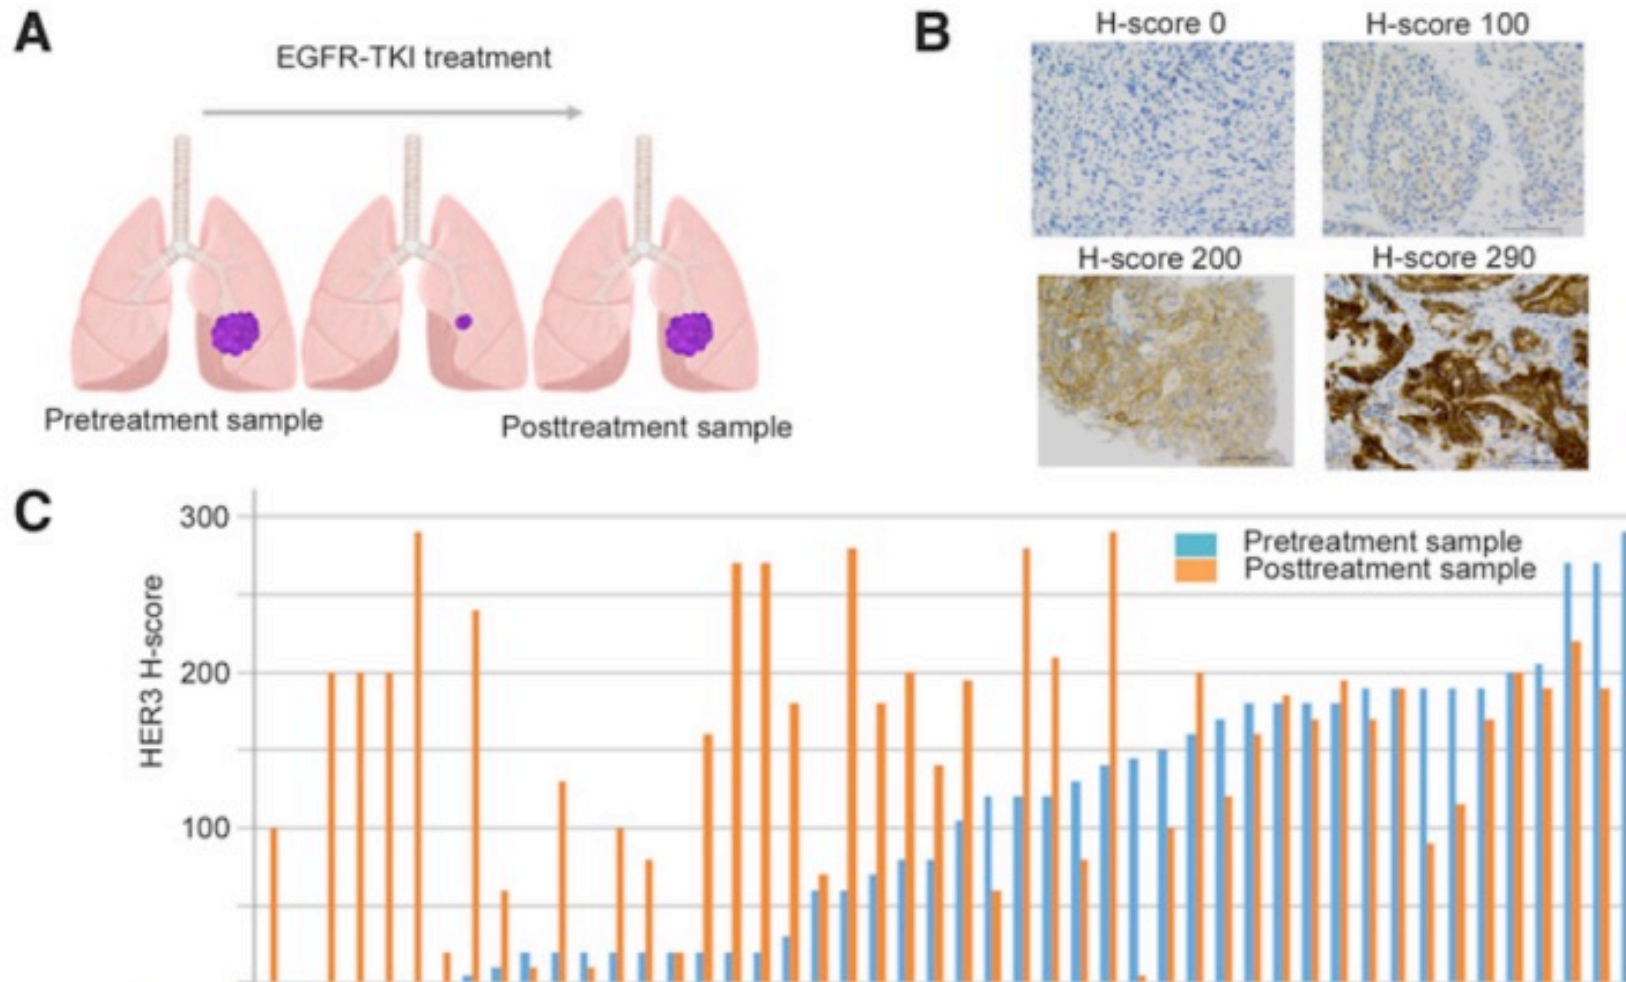 A
EGFR-TKI treatment
Pretreatment sample
Posttreatment sample
B
H-score 0
H-score 100
H-score 200
H-score 290
C
HER3 H-score
300
200
100
Pretreatment sample
Posttreatment sample